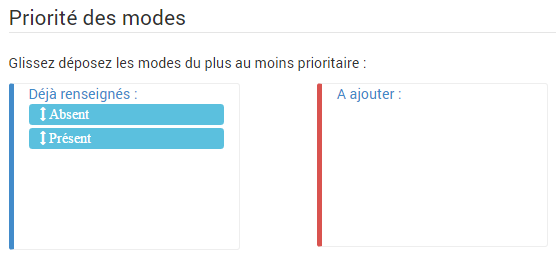 Priorité des modes
Glissez déposez les modes du plus au moins prioritaire :
Déjà renseignés :
Absent
Présent
A ajouter :